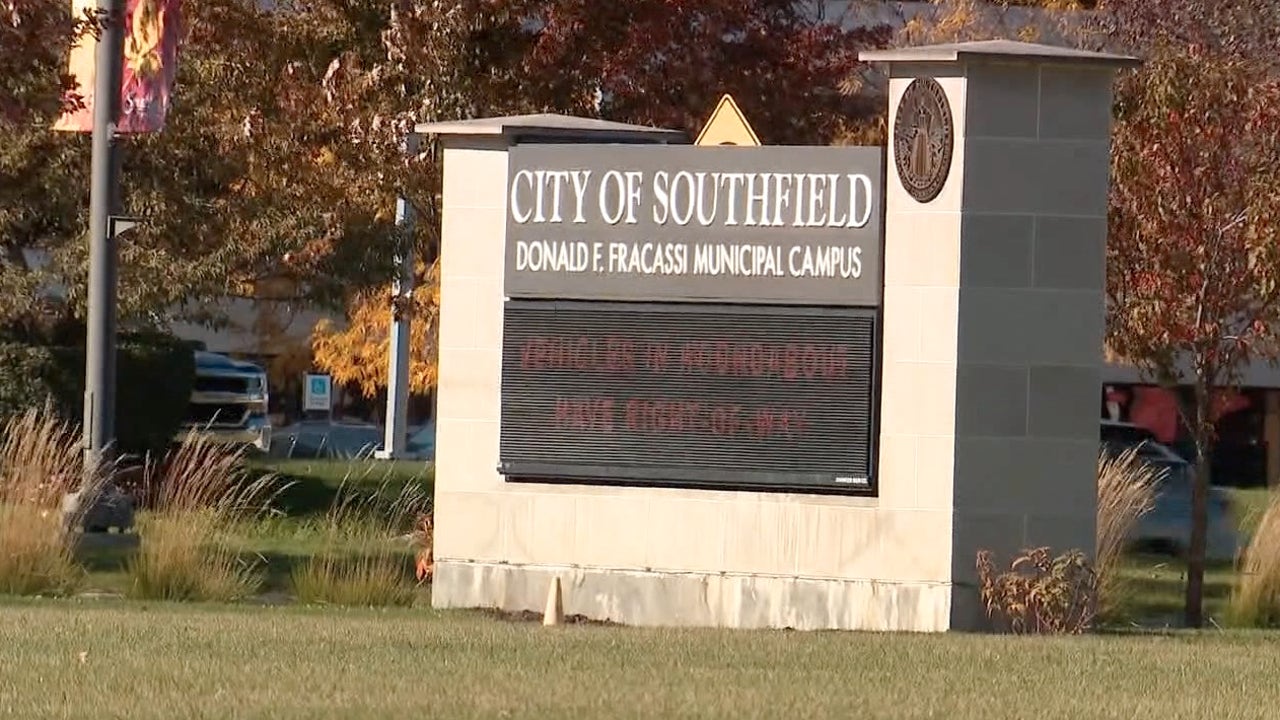 CITY OF SOUTHFIELD
DONALD F. FRACASSI MUNICIPAL CAMPUS
VEHICLES IN ROUNDABOUT
HAVE RIGHT-OF-WAY